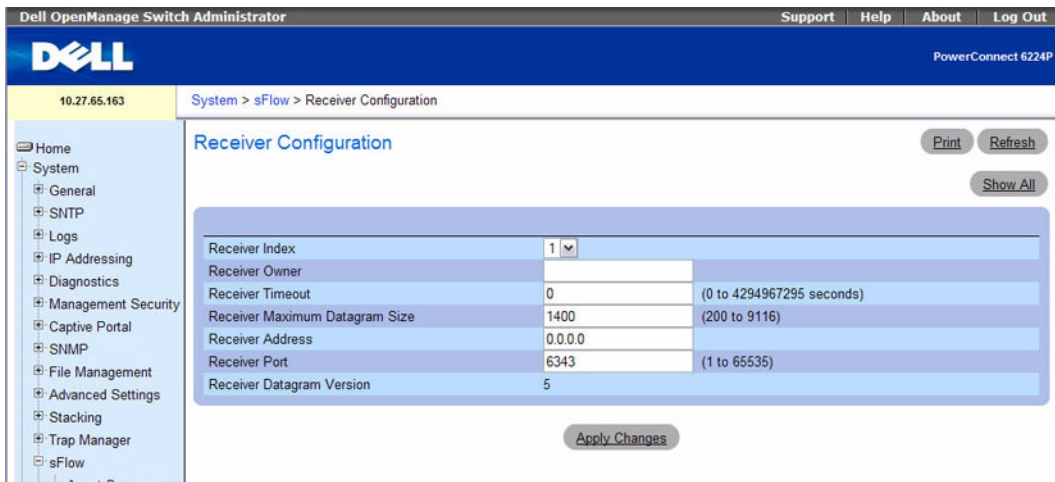 Dell OpenManage Switch Administrator Support Help About Log Out
DELL
PowerConnect 6224P
10.27.65.163
System > sFlow > Receiver Configuration
Home
System
General
SNTP
Logs
IP Addressing
Diagnostics
Management Security
Captive Portal
SNMP
File Management
Advanced Settings
Stacking
Trap Manager
sFlow
Receiver Configuration
Print Refresh
Show All
Receiver Index 1
Receiver Owner
Receiver Timeout 0 (0 to 4294967295 seconds)
Receiver Maximum Datagram Size 1400 (200 to 9116)
Receiver Address 0.0.0.0
Receiver Port 6343 (1 to 65535)
Receiver Datagram Version 5
Apply Changes